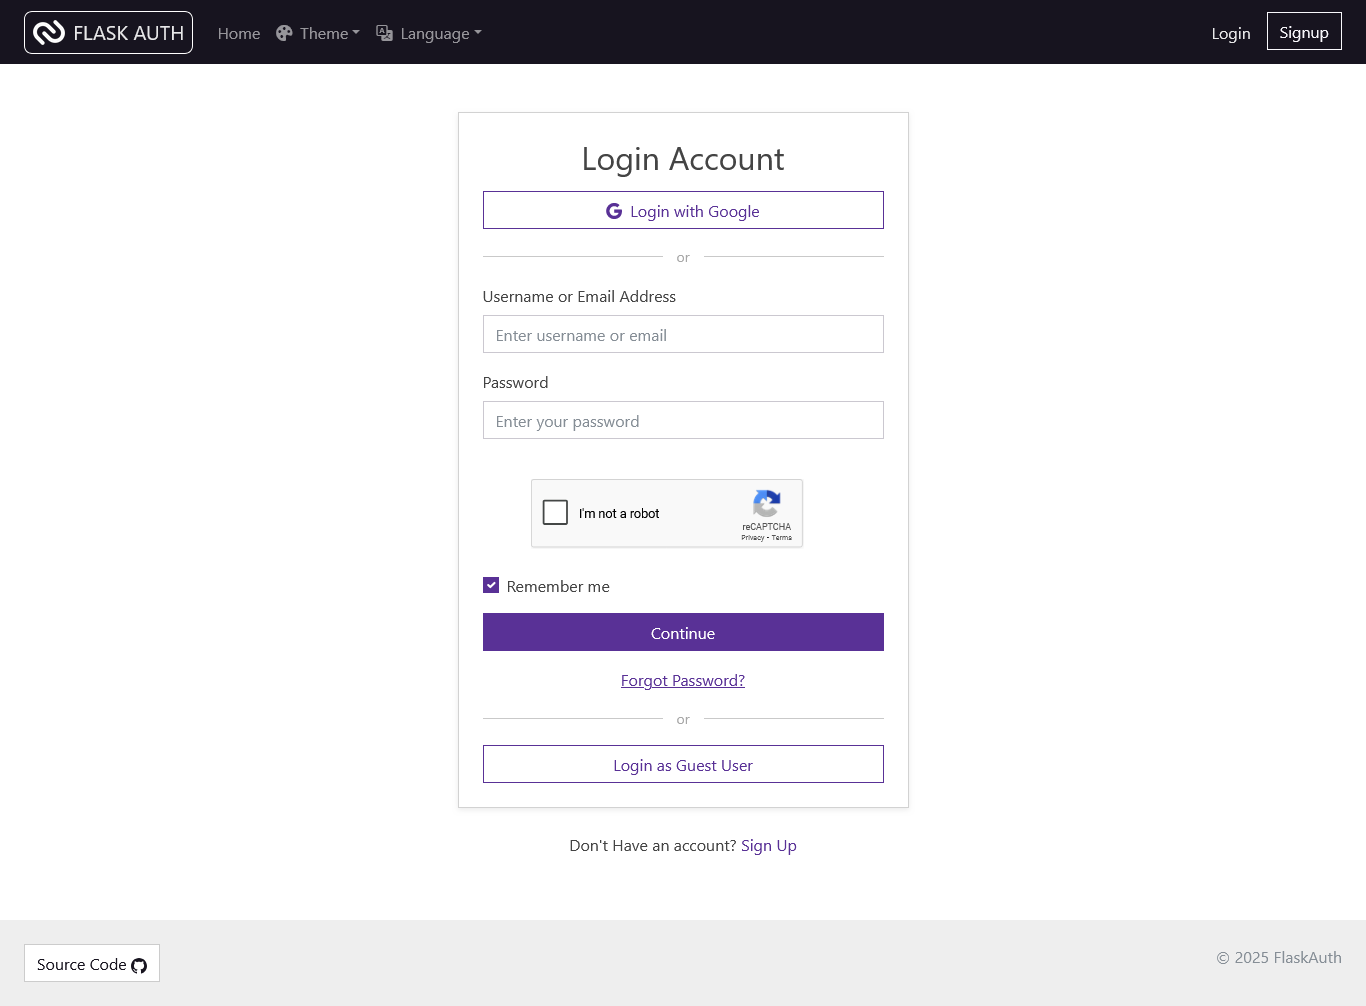 FLASK AUTH Home Theme Language Login Signup
Login Account
Login with Google
or
Username or Email Address
Enter username or email
Password
Enter your password
I'm not a robot
reCAPTCHA
Privacy - Terms
Remember me
Continue
Forgot Password?
or
Login as Guest User
Don't Have an account? Sign Up
Source Code
© 2025 FlaskAuth